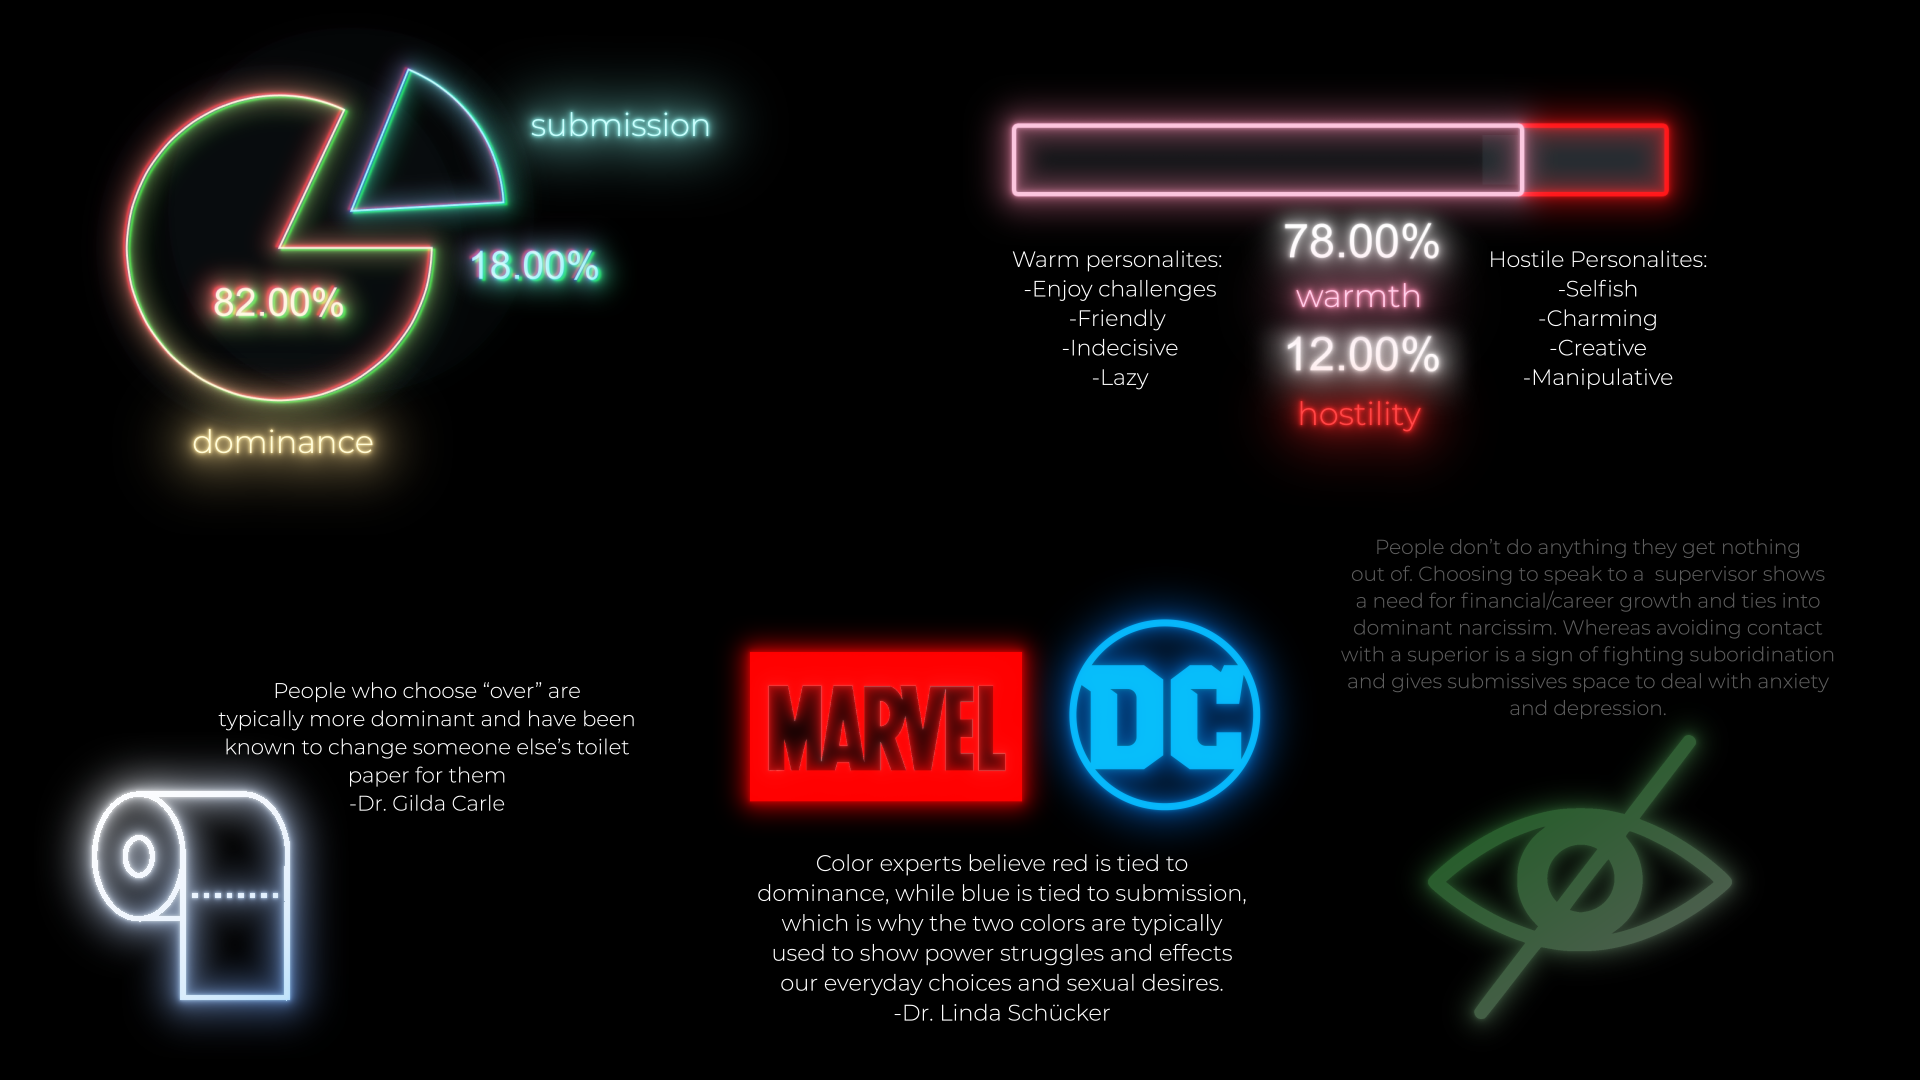 submission
18.00%
82.00%
dominance
78.00%
warmth
12.00%
hostility
Warm personalites:
-Enjoy challenges
-Friendly
-Indecisive
-Lazy
Hostile Personalites:
-Selfish
-Charming
-Creative
-Manipulative
People don’t do anything they get nothing
out of. Choosing to speak to a  supervisor shows
a need for financial/career growth and ties into
dominant narcissim. Whereas avoiding contact
with a superior is a sign of fighting suboridination
and gives submissives space to deal with anxiety
and depression.
People who choose “over” are
typically more dominant and have been
known to change someone else’s toilet
paper for them
-Dr. Gilda Carle
MARVEL
DC
Color experts believe red is tied to
dominance, while blue is tied to submission,
which is why the two colors are typically
used to show power struggles and effects
our everyday choices and sexual desires.
-Dr. Linda Schücker